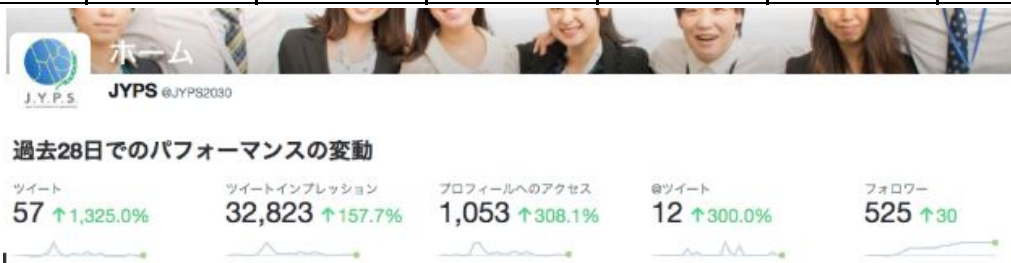 ホーム
J.Y.P.S.
JYPS @JYPS2030
過去28日でのパフォーマンスの変動
ツイート
57 ↑1,325.0%
ツイートインプレッション
32,823 ↑157.7%
プロフィールへのアクセス
1,053 ↑308.1%
@ツイート
12 ↑300.0%
フォロワー
525 ↑30